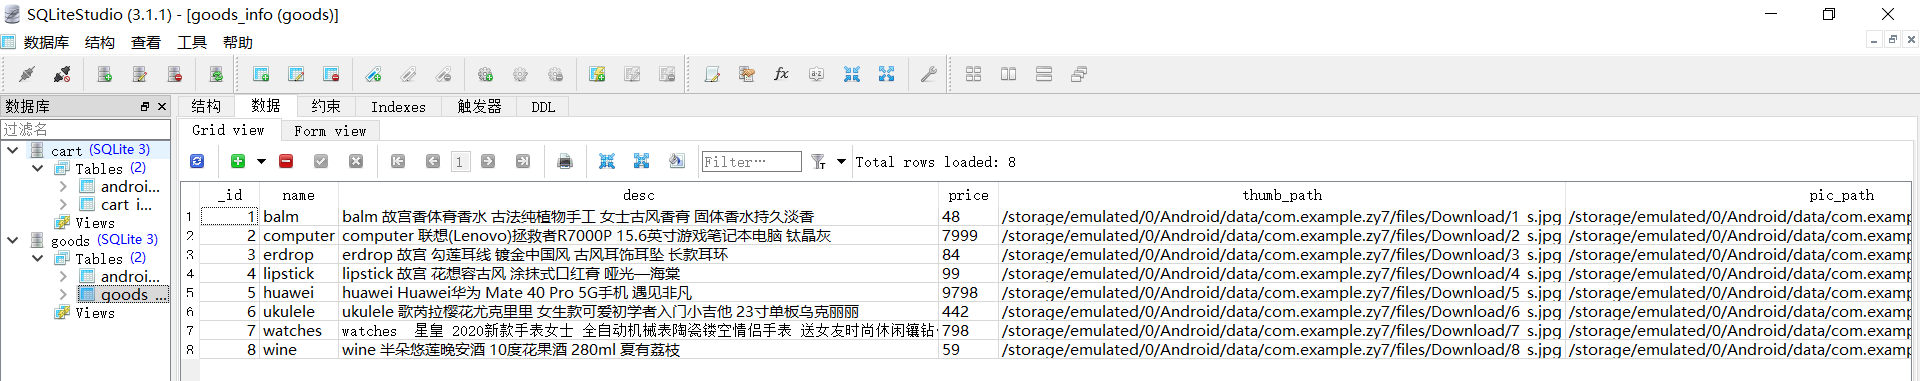 SQLiteStudio (3.1.1) - [goods_info (goods)]
数据库 结构 查看 工具 帮助
数据库
结构 数据 约束 Indexes 触发器 DDL
过滤名
Grid view Form view
cart (SQLite 3)
Tables (2)
androi...
cart_i...
Views
goods (SQLite 3)
Tables (2)
androi...
goods_...
Views
1 Filter… Total rows loaded: 8
_id name desc price thumb_path pic_path
1 1 balm balm 故宫香体膏香水 古法纯植物手工 女士古风香膏 固体香水持久淡香 48 /storage/emulated/0/Android/data/com.example.zy7/files/Download/1_s.jpg /storage/emulated/0/Android/data/com.examp
2 2 computer computer 联想(Lenovo)拯救者R7000P 15.6英寸游戏笔记本电脑 钛晶灰 7999 /storage/emulated/0/Android/data/com.example.zy7/files/Download/2_s.jpg /storage/emulated/0/Android/data/com.examp
3 3 erdrop erdrop 故宫 勾莲耳线 镀金中国风 古风耳饰耳坠 长款耳环 84 /storage/emulated/0/Android/data/com.example.zy7/files/Download/3_s.jpg /storage/emulated/0/Android/data/com.examp
4 4 lipstick lipstick 故宫 花想容古风 涂抹式口红膏 哑光—海棠 99 /storage/emulated/0/Android/data/com.example.zy7/files/Download/4_s.jpg /storage/emulated/0/Android/data/com.examp
5 5 huawei huawei Huawei华为 Mate 40 Pro 5G手机 遇见非凡 9798 /storage/emulated/0/Android/data/com.example.zy7/files/Download/5_s.jpg /storage/emulated/0/Android/data/com.examp
6 6 ukulele ukulele 歌芮拉樱花尤克里里 女生款可爱初学者入门小吉他 23寸单板乌克丽丽 442 /storage/emulated/0/Android/data/com.example.zy7/files/Download/6_s.jpg /storage/emulated/0/Android/data/com.examp
7 7 watches watches 星皇 2020新款手表女士 全自动机械表陶瓷镂空情侣手表 送女友时尚休闲镶钻 798 /storage/emulated/0/Android/data/com.example.zy7/files/Download/7_s.jpg /storage/emulated/0/Android/data/com.examp
8 8 wine wine 半朵悠莲晚安酒 10度花果酒 280ml 夏有荔枝 59 /storage/emulated/0/Android/data/com.example.zy7/files/Download/8_s.jpg /storage/emulated/0/Android/data/com.examp